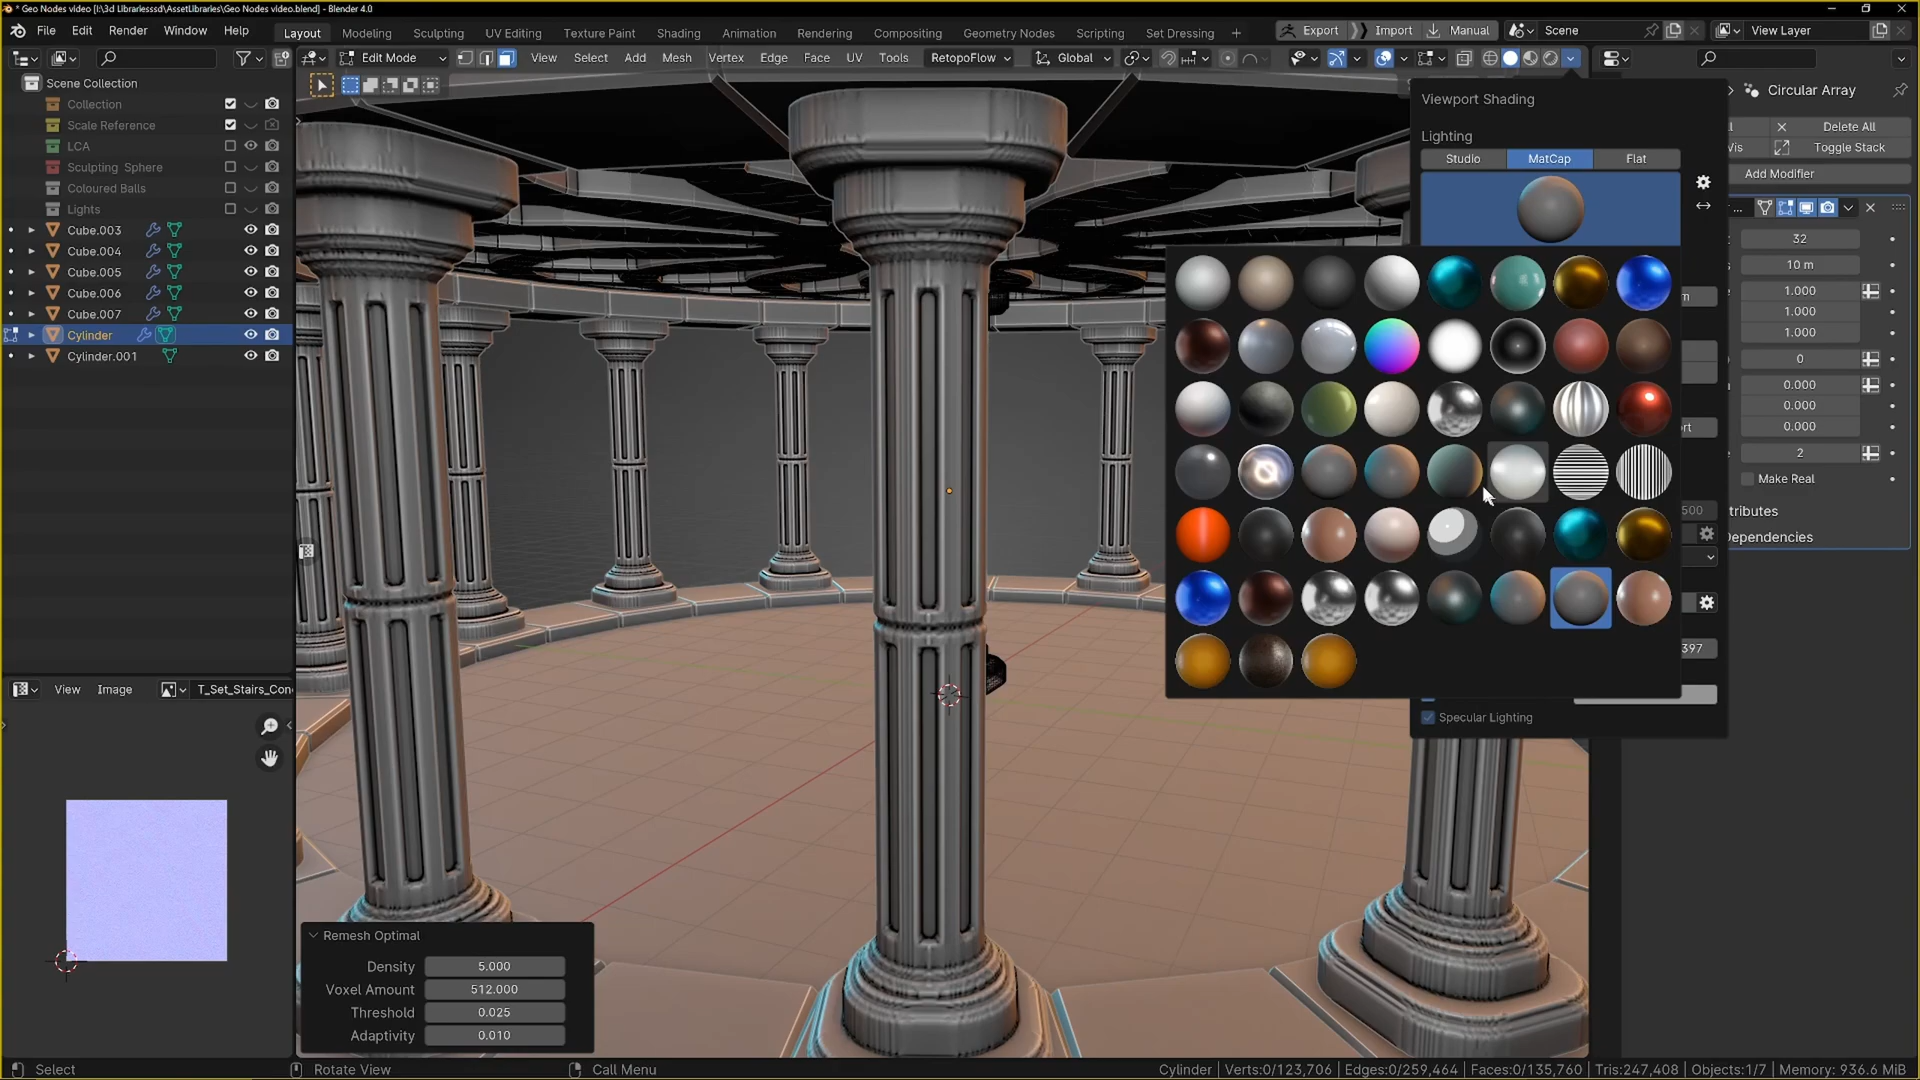 * Geo Nodes video [I:\3d Librariesssd\AssetLibraries\Geo Nodes video.blend] - Blender 4.0
File Edit Render Window Help
Layout Modeling Sculpting UV Editing Texture Paint Shading Animation Rendering Compositing Geometry Nodes Scripting Set Dressing +
Export Import Manual Scene View Layer
Edit Mode View Select Add Mesh Vertex Edge Face UV Tools RetopoFlow Global
Scene Collection
Collection
Scale Reference
LCA
Sculpting Sphere
Coloured Balls
Lights
Cube.003
Cube.004
Cube.005
Cube.006
Cube.007
Cylinder
Cylinder.001
Viewport Shading
Lighting
Studio MatCap Flat
Specular Lighting
Circular Array
Delete All
Vis Toggle Stack
Add Modifier
32
10 m
1.000
1.000
1.000
0
0.000
0.000
0.000
2
Make Real
500
397
View Image T_Set_Stairs_Con
Remesh Optimal
Density 5.000
Voxel Amount 512.000
Threshold 0.025
Adaptivity 0.010
Select Rotate View Call Menu
Cylinder | Verts:0/123,706 | Edges:0/259,464 | Faces:0/135,760 | Tris:247,408 | Objects:1/7 | Memory: 936.6 MiB